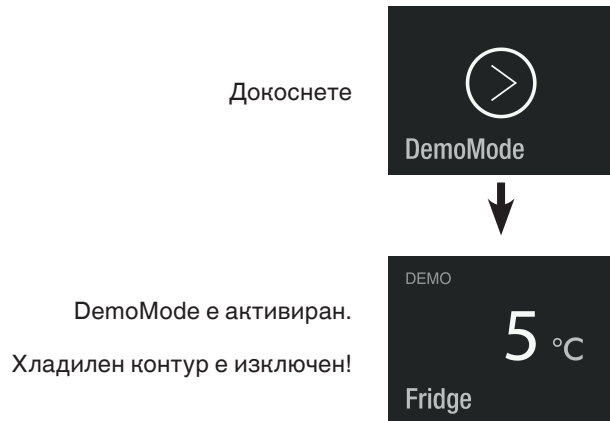 Докоснете
DemoMode
DEMO
DemoMode е активиран.
5 °C
Хладилен контур е изключен!
Fridge